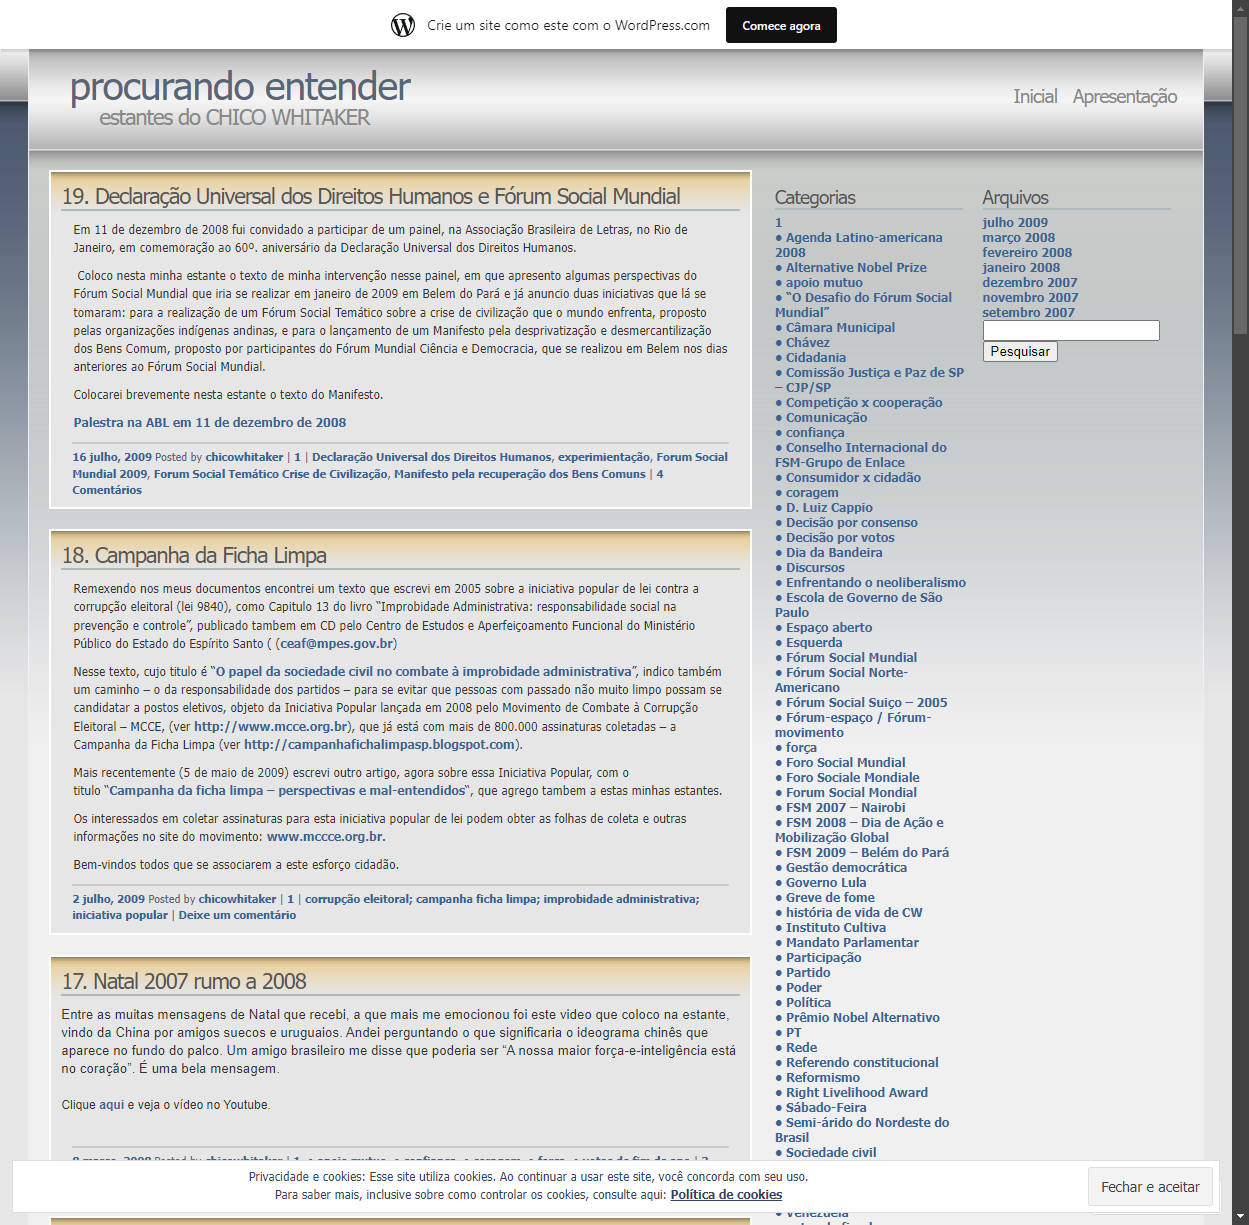 Crie um site como este com o WordPress.com
Comece agora
procurando entender
estantes do CHICO WHITAKER
Inicial Apresentação
19. Declaração Universal dos Direitos Humanos e Fórum Social Mundial
Em 11 de dezembro de 2008 fui convidado a participar de um painel, na Associação Brasileira de Letras, no Rio de
Janeiro, em comemoração ao 60º. aniversário da Declaração Universal dos Direitos Humanos.
Coloco nesta minha estante o texto de minha intervenção nesse painel, em que apresento algumas perspectivas do
Fórum Social Mundial que iria se realizar em janeiro de 2009 em Belem do Pará e já anuncio duas iniciativas que lá se
tomaram: para a realização de um Fórum Social Temático sobre a crise de civilização que o mundo enfrenta, proposto
pelas organizações indígenas andinas, e para o lançamento de um Manifesto pela desprivatização e desmercantilização
dos Bens Comum, proposto por participantes do Fórum Mundial Ciência e Democracia, que se realizou em Belem nos dias
anteriores ao Fórum Social Mundial.
Colocarei brevemente nesta estante o texto do Manifesto.
Palestra na ABL em 11 de dezembro de 2008
16 julho, 2009 Posted by chicowhitaker | 1 | Declaração Universal dos Direitos Humanos, experimientação, Forum Social
Mundial 2009, Forum Social Temático Crise de Civilização, Manifesto pela recuperação dos Bens Comuns | 4
Comentários
18. Campanha da Ficha Limpa
Remexendo nos meus documentos encontrei um texto que escrevi em 2005 sobre a iniciativa popular de lei contra a
corrupção eleitoral (lei 9840), como Capitulo 13 do livro “Improbidade Administrativa: responsabilidade social na
prevenção e controle”, publicado tambem em CD pelo Centro de Estudos e Aperfeiçoamento Funcional do Ministério
Público do Estado do Espírito Santo ( (ceaf@mpes.gov.br)
Nesse texto, cujo titulo é “O papel da sociedade civil no combate à improbidade administrativa”, indico também
um caminho – o da responsabilidade dos partidos – para se evitar que pessoas com passado não muito limpo possam se
candidatar a postos eletivos, objeto da Iniciativa Popular lançada em 2008 pelo Movimento de Combate à Corrupção
Eleitoral – MCCE, (ver http://www.mcce.org.br), que já está com mais de 800.000 assinaturas coletadas – a
Campanha da Ficha Limpa (ver http://campanhafichalimpasp.blogspot.com).
Mais recentemente (5 de maio de 2009) escrevi outro artigo, agora sobre essa Iniciativa Popular, com o
titulo “Campanha da ficha limpa – perspectivas e mal-entendidos“, que agrego tambem a estas minhas estantes.
Os interessados em coletar assinaturas para esta iniciativa popular de lei podem obter as folhas de coleta e outras
informações no site do movimento: www.mccce.org.br.
Bem-vindos todos que se associarem a este esforço cidadão.
2 julho, 2009 Posted by chicowhitaker | 1 | corrupção eleitoral; campanha ficha limpa; improbidade administrativa;
iniciativa popular | Deixe um comentário
17. Natal 2007 rumo a 2008
Entre as muitas mensagens de Natal que recebi, a que mais me emocionou foi este video que coloco na estante,
vindo da China por amigos suecos e uruguaios. Andei perguntando o que significaria o ideograma chinês que
aparece no fundo do palco. Um amigo brasileiro me disse que poderia ser “A nossa maior força-e-inteligência está
no coração”. É uma bela mensagem.
Clique aqui e veja o vídeo no Youtube.
Categorias
1
● Agenda Latino-americana
2008
● Alternative Nobel Prize
● apoio mutuo
● “O Desafio do Fórum Social
Mundial”
● Câmara Municipal
● Chávez
● Cidadania
● Comissão Justiça e Paz de SP
– CJP/SP
● Competição x cooperação
● Comunicação
● confiança
● Conselho Internacional do
FSM-Grupo de Enlace
● Consumidor x cidadão
● coragem
● D. Luiz Cappio
● Decisão por consenso
● Decisão por votos
● Dia da Bandeira
● Discursos
● Enfrentando o neoliberalismo
● Escola de Governo de São
Paulo
● Espaço aberto
● Esquerda
● Fórum Social Mundial
● Fórum Social Norte-
Americano
● Fórum Social Suiço – 2005
● Fórum-espaço / Fórum-
movimento
● força
● Foro Social Mundial
● Foro Sociale Mondiale
● Forum Social Mondial
● FSM 2007 – Nairobi
● FSM 2008 – Dia de Ação e
Mobilização Global
● FSM 2009 – Belém do Pará
● Gestão democrática
● Governo Lula
● Greve de fome
● história de vida de CW
● Instituto Cultiva
● Mandato Parlamentar
● Participação
● Partido
● Poder
● Política
● Prêmio Nobel Alternativo
● PT
● Rede
● Referendo constitucional
● Reformismo
● Right Livelihood Award
● Sábado-Feira
● Semi-árido do Nordeste do
Brasil
● Sociedade civil
Arquivos
julho 2009
março 2008
fevereiro 2008
janeiro 2008
dezembro 2007
novembro 2007
setembro 2007
Pesquisar
Privacidade e cookies: Esse site utiliza cookies. Ao continuar a usar este site, você concorda com seu uso.
Para saber mais, inclusive sobre como controlar os cookies, consulte aqui: Política de cookies
Fechar e aceitar